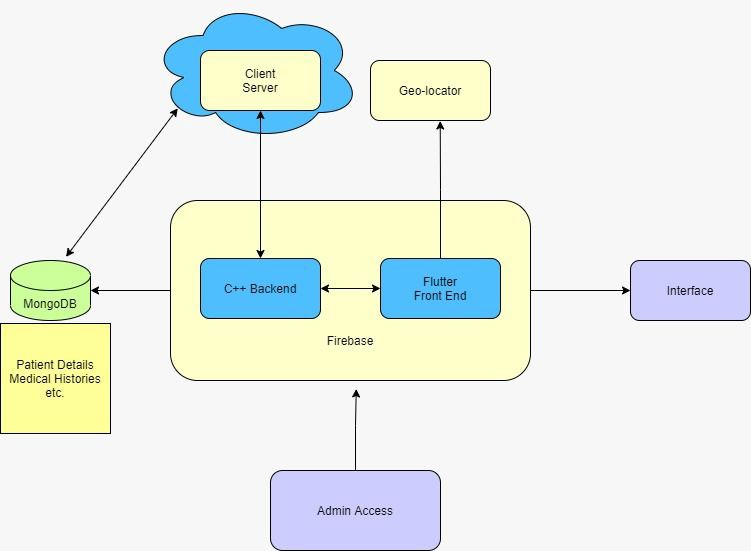 Client
Server
Geo-locator
C++ Backend
Flutter
Front End
Interface
MongoDB
Firebase
Patient Details
Medical Histories
etc.
Admin Access